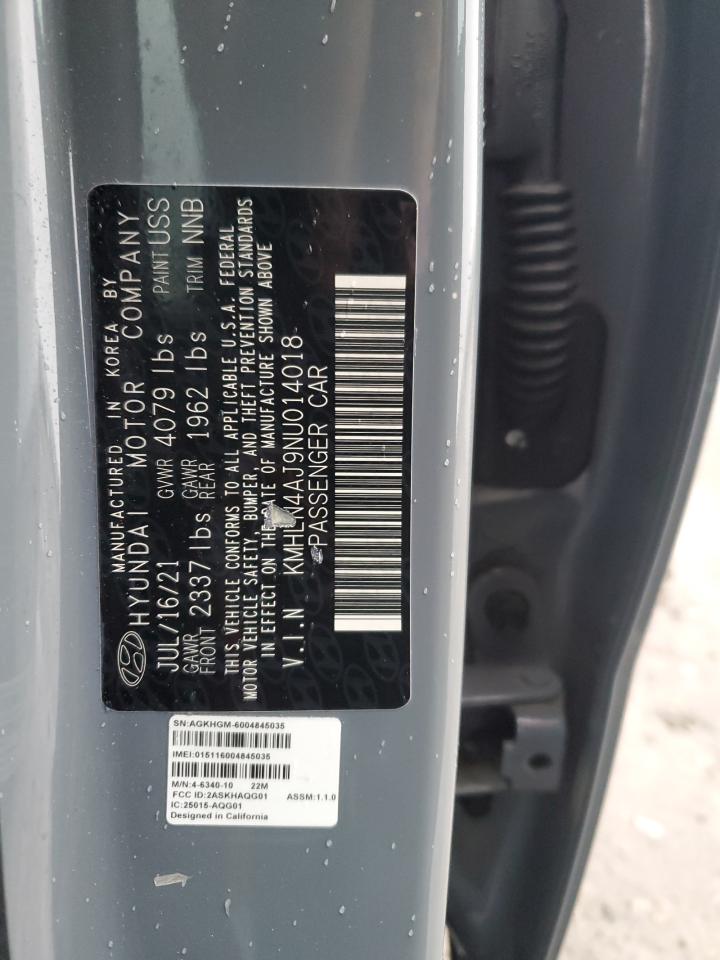 MANUFACTURED IN KOREA BY
HYUNDAI MOTOR COMPANY
JUL/16/21 GVWR 4079 lbs PAINT USS
GAWR FRONT 2337 lbs GAWR REAR 1962 lbs TRIM NNB
THIS VEHICLE CONFORMS TO ALL APPLICABLE U.S.A. FEDERAL
MOTOR VEHICLE SAFETY, BUMPER, AND THEFT PREVENTION STANDARDS
IN EFFECT ON THE DATE OF MANUFACTURE SHOWN ABOVE
V.I.N KMHLN4AJ9NU014018
PASSENGER CAR
SN:AGKHGM-6004845035
IMEI:015116004845035
M/N:4-6340-10 22M
FCC ID:2ASKHAQG01 ASSM:1.1.0
IC:25015-AQG01
Designed in California